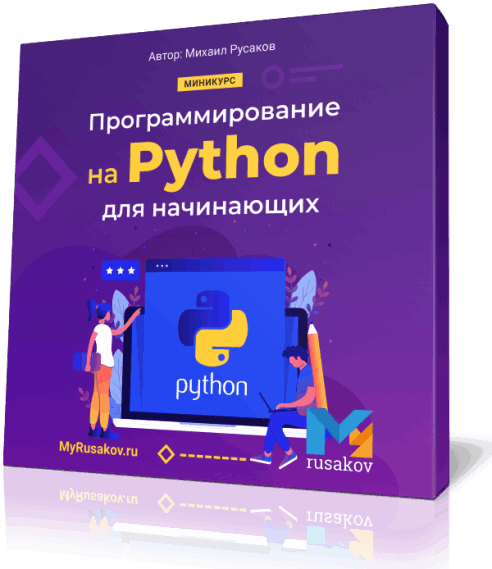 Автор: Михаил Русаков
МИНИКУРС
Программирование
на Python
для начинающих
python
MyRusakov.ru
rusakov